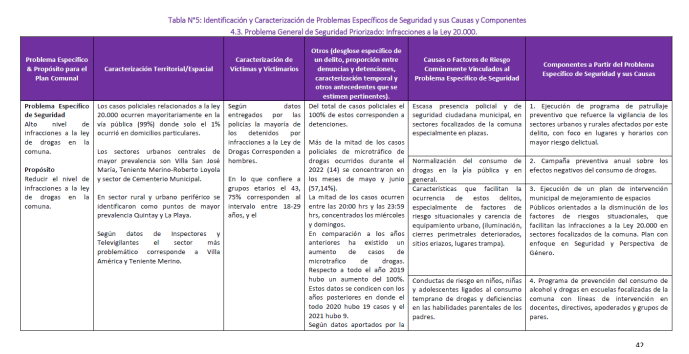 Tabla N°5: Identificación y Caracterización de Problemas Específicos de Seguridad y sus Causas y Componentes
4.3. Problema General de Seguridad Priorizado: Infracciones a la Ley 20.000.
Problema Específico
& Propósito para el
Plan Comunal
Caracterización Territorial/Espacial
Caracterización de
Víctimas y Victimarios
Otros (desglose específico de
un delito, proporción entre
denuncias y detenciones,
caracterización temporal y
otros antecedentes que se
estimen pertinentes).
Causas o Factores de Riesgo
Comúnmente Vinculados al
Problema Específico de Seguridad
Componentes a Partir del Problema
Específico de Seguridad y sus Causas
Problema Específico
de Seguridad
Alto nivel de
infracciones a la ley
de drogas en la
comuna.
Propósito
Reducir el nivel de
infracciones a la ley
de drogas en la
comuna.
Los casos policiales relacionados a la ley
20.000 ocurren mayoritariamente en la
vía pública (99%) donde solo el 1%
ocurrió en domicilios particulares.
Los sectores urbanos centrales de
mayor prevalencia son Villa San José
María, Teniente Merino-Roberto Loyola
y sector de Cementerio Municipal.
En sector rural y urbano periférico se
identificaron como puntos de mayor
prevalencia Quintay y La Playa.
Según datos de Inspectores y
Televigilantes el sector más
problemático corresponde a Villa
América y Teniente Merino.
Según datos
entregados por las
policías la mayoría de
los detenidos por
infracciones a la Ley de
Drogas Corresponden a
hombres.
En lo que confiere a
grupos etarios el 43,
75% corresponden al
intervalo entre 18-29
años, y el
Del total de casos policiales el
100% de estos corresponden a
detenciones.
Más de la mitad de los casos
policiales de microtráfico de
drogas ocurridos durante el
2022 (14) se concentraron en
los meses de mayo y junio
(57,14%).
La mitad de los casos ocurren
entre las 20:00 hrs y las 23:59
hrs, concentrados los miércoles
y domingos.
En comparación a los años
anteriores ha existido un
aumento de casos de
microtrafico de drogas.
Respecto a todo el año 2019
hubo un aumento del 100%.
Estos datos se condicen con los
años posteriores en donde el
todo 2020 hubo 19 casos y el
2021 hubo 9.
Según datos aportados por la
Escasa presencia policial y de
seguridad ciudadana municipal, en
sectores focalizados de la comuna
especialmente en plazas.
Normalización del consumo de
drogas en la vía pública y en
general.
Características que facilitan la
ocurrencia de estos delitos,
especialmente de factores de
riesgo situacionales y carencia de
equipamiento urbano, (iluminación,
cierres perimetrales deteriorados,
sitios eriazos, lugares trampa).
Conductas de riesgo en niños, niñas
y adolescentes ligados al consumo
temprano de drogas y deficiencias
en las habilidades parentales de los
padres.
1. Ejecución de programa de patrullaje
preventivo que refuerce la vigilancia de los
sectores urbanos y rurales afectados por este
delito, con foco en lugares y horarios con
mayor riesgo delictual.
2. Campaña preventiva anual sobre los
efectos negativos del consumo de drogas.
3. Ejecución de un plan de intervención
municipal de mejoramiento de espacios
Públicos orientados a la disminución de los
factores de riesgos situacionales, que
facilitan las infracciones a la Ley 20.000 en
sectores focalizados de la comuna. Plan con
enfoque en Seguridad y Perspectiva de
Género.
4. Programa de prevención del consumo de
alcohol y drogas en escuelas focalizadas de la
comuna con líneas de intervención en
docentes, directivos, apoderados y grupos de
pares.
42